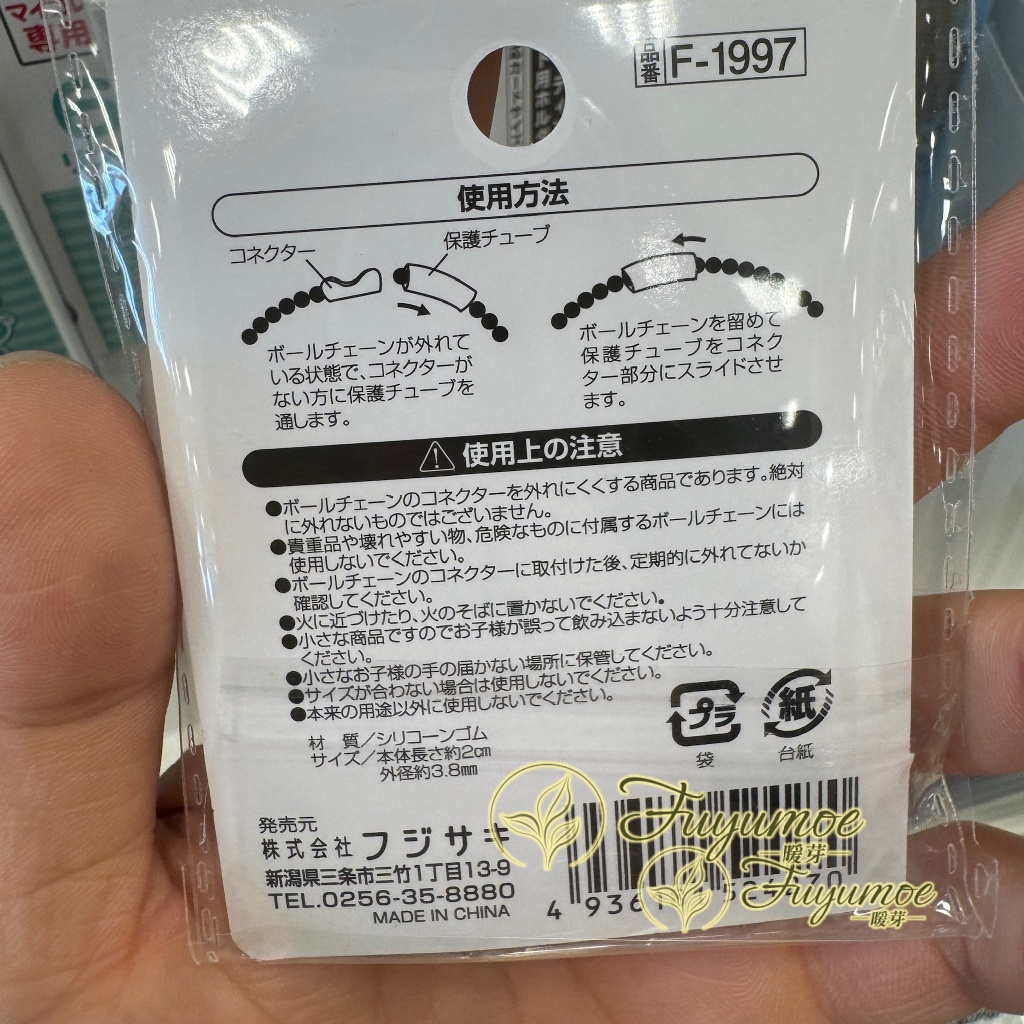 専用
品番 F-1997
使用方法
コネクター
保護チューブ
ボールチェーンが外れて
いる状態で、コネクターが
ない方に保護チューブを
通します。
ボールチェーンを留めて
保護チューブをコネク
ター部分にスライドさせ
ます。
使用上の注意
●ボールチェーンのコネクターを外れにくくする商品であります。絶対
に外れないものではございません。
●貴重品や壊れやすい物、危険なものに付属するボールチェーンには
使用しないでください。
●ボールチェーンのコネクターに取付けた後、定期的に外れてないか
確認してください。
●火に近づけたり、火のそばに置かないでください。
●小さな商品ですのでお子様が誤って飲み込まないよう十分注意して
ください。
●小さなお子様の手の届かない場所に保管してください。
●サイズが合わない場合は使用しないでください。
●本来の用途以外に使用しないでください。
材 質／シリコーンゴム
サイズ／本体長さ約2cm
外径約3.8mm
プラ
袋
紙
台紙
発売元
株式会社フジサキ
新潟県三条市三竹1丁目13-9
TEL.0256-35-8880
MADE IN CHINA
Fuyumoe
暖芽
Fuyumoe
暖芽